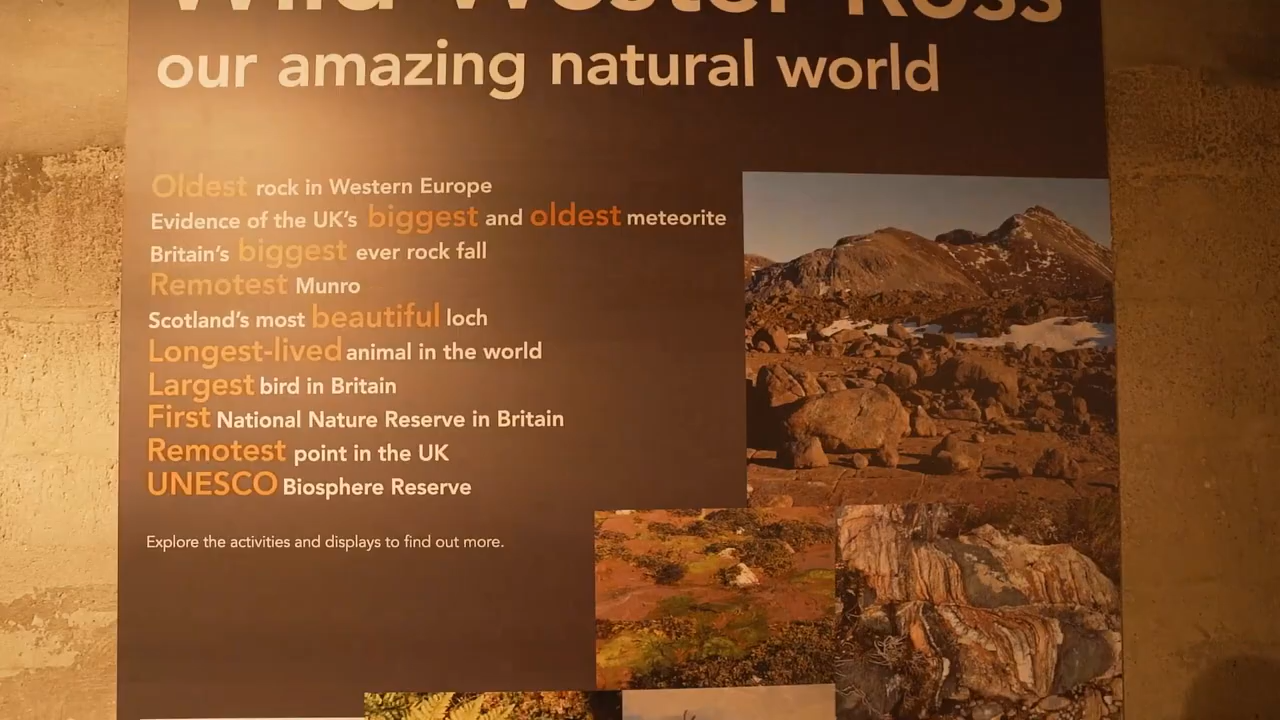 Wild Wester Ross
our amazing natural world
Oldest rock in Western Europe
Evidence of the UK's biggest and oldest meteorite
Britain's biggest ever rock fall
Remotest Munro
Scotland's most beautiful loch
Longest-lived animal in the world
Largest bird in Britain
First National Nature Reserve in Britain
Remotest point in the UK
UNESCO Biosphere Reserve
Explore the activities and displays to find out more.